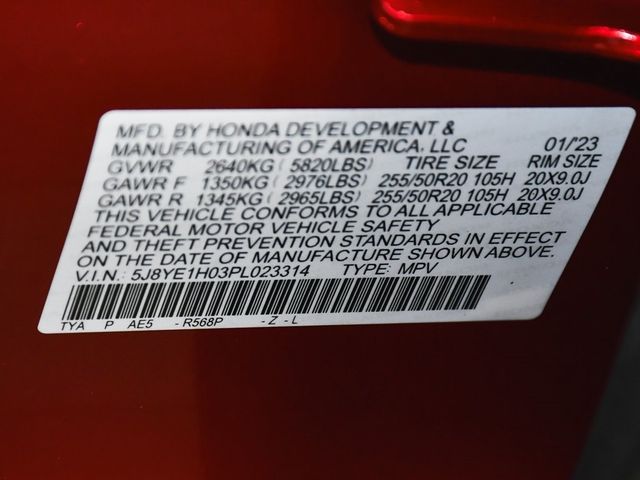 MFD. BY HONDA DEVELOPMENT &
MANUFACTURING OF AMERICA, LLC 01/'23
GVWR 2640KG ( 5820LBS) TIRE SIZE RIM SIZE
GAWR F 1350KG ( 2976LBS) 255/50R20 105H 20X9.0J
GAWR R 1345KG ( 2965LBS) 255/50R20 105H 20X9.0J
THIS VEHICLE CONFORMS TO ALL APPLICABLE
FEDERAL MOTOR VEHICLE SAFETY
AND THEFT PREVENTION STANDARDS IN EFFECT
ON THE DATE OF MANUFACTURE SHOWN ABOVE.
V.I.N.: 5J8YE1H03PL023314 TYPE: MPV
TYA P AE5 - R568P - Z - L